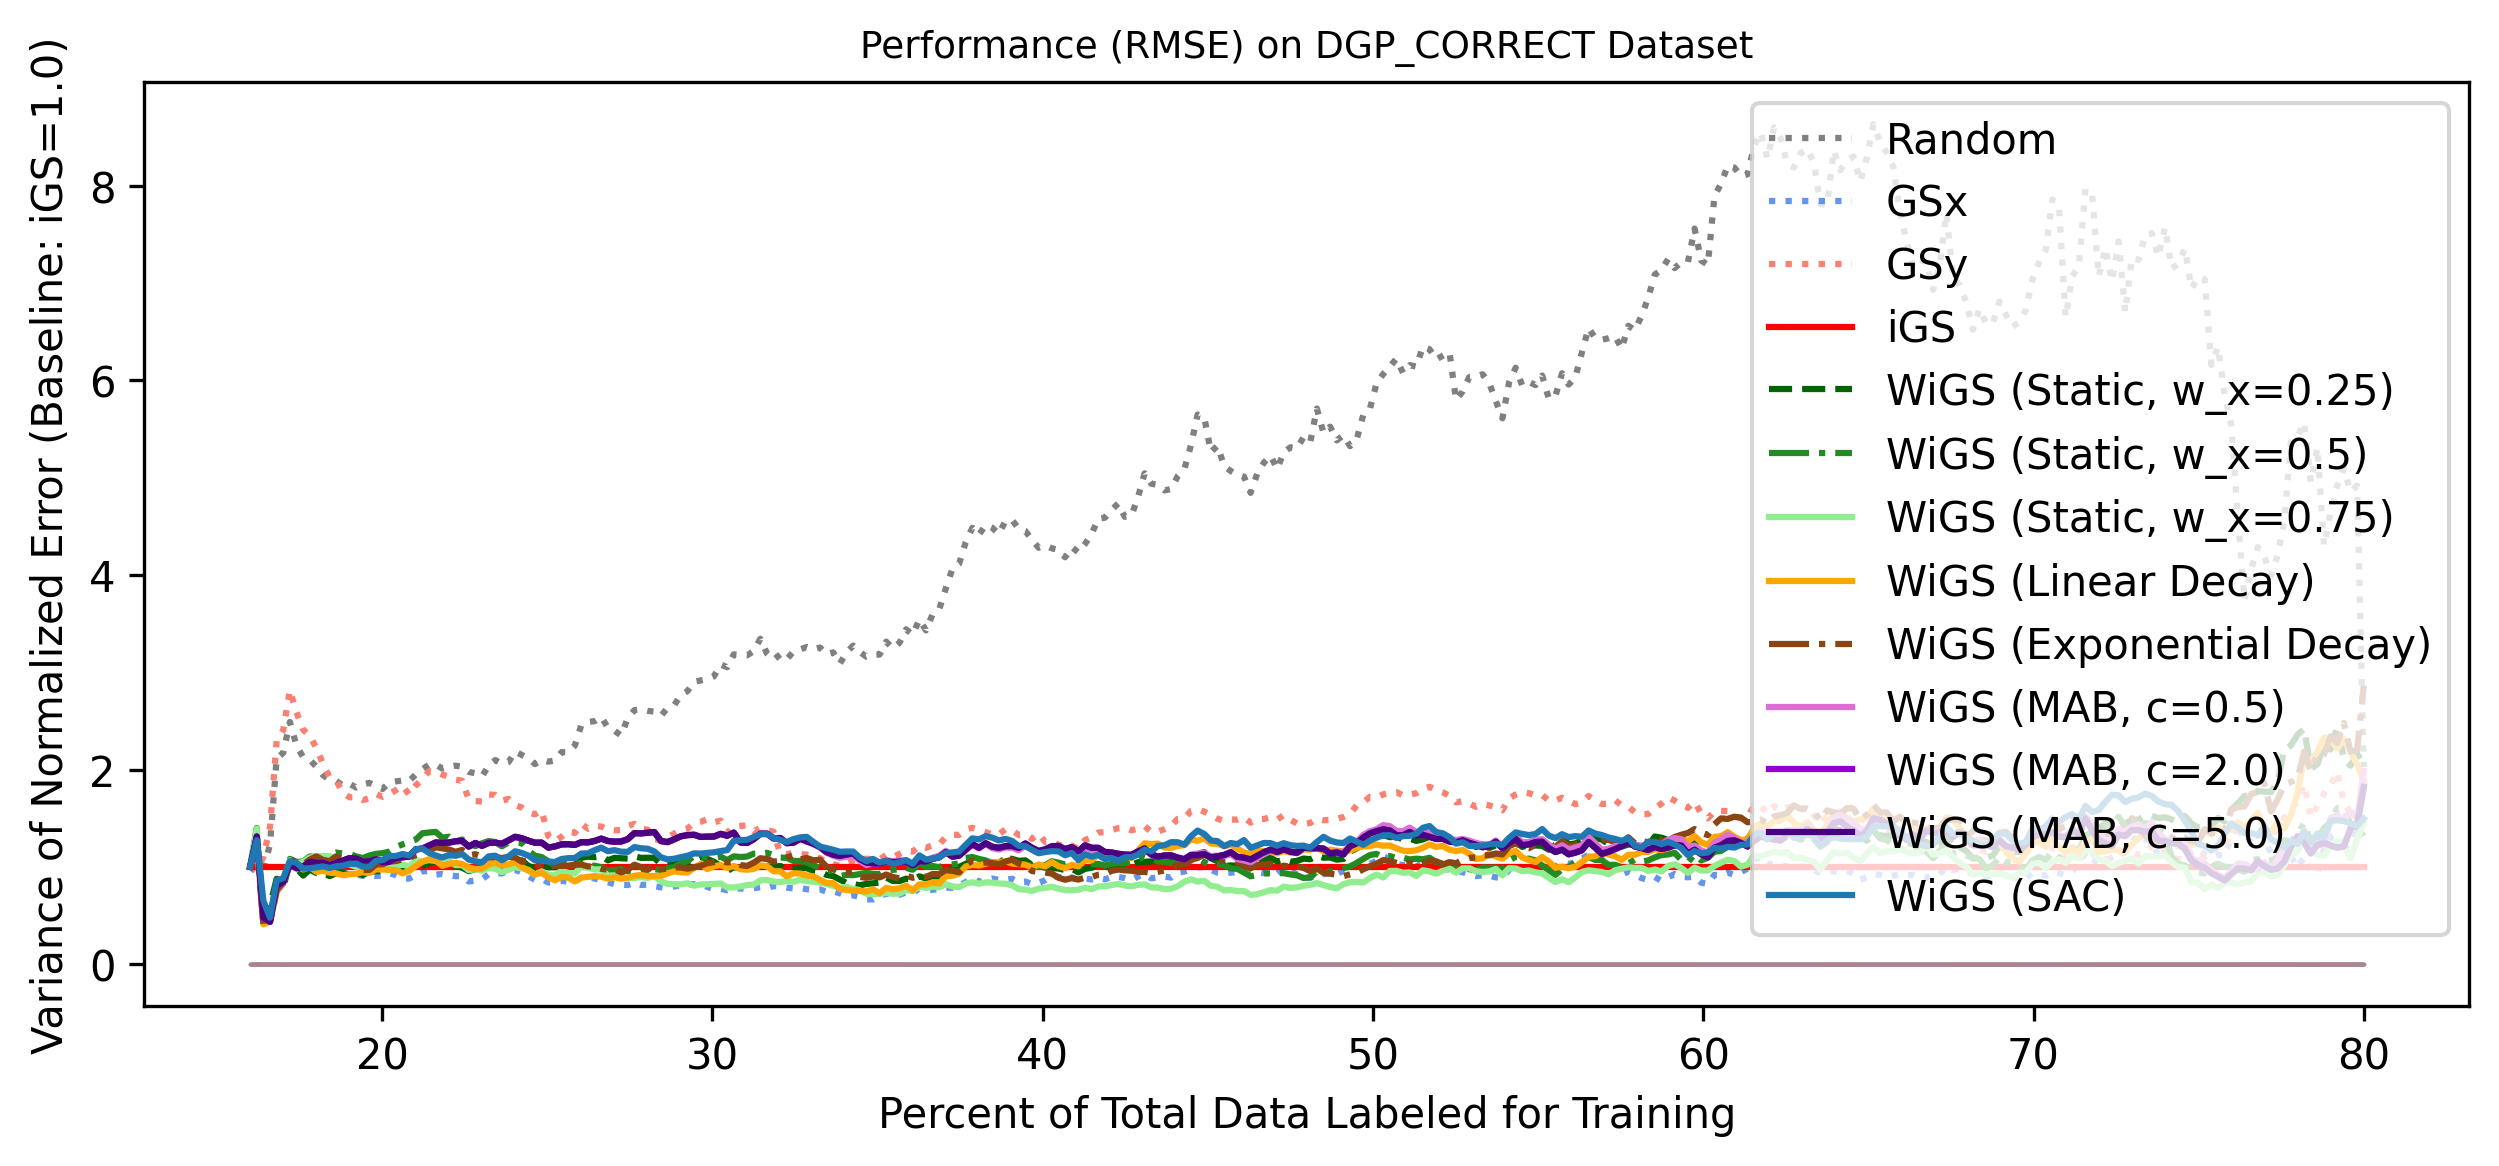 Performance (RMSE) on DGP_CORRECT Dataset
Variance of Normalized Error (Baseline: iGS=1.0)
8
6
4
2
0
Random
GSx
GSy
iGS
WiGS (Static, w_x=0.25)
WiGS (Static, w_x=0.5)
WiGS (Static, w_x=0.75)
WiGS (Linear Decay)
WiGS (Exponential Decay)
WiGS (MAB, c=0.5)
WiGS (MAB, c=2.0)
WiGS (MAB, c=5.0)
WiGS (SAC)
20 30 40 50 60 70 80
Percent of Total Data Labeled for Training